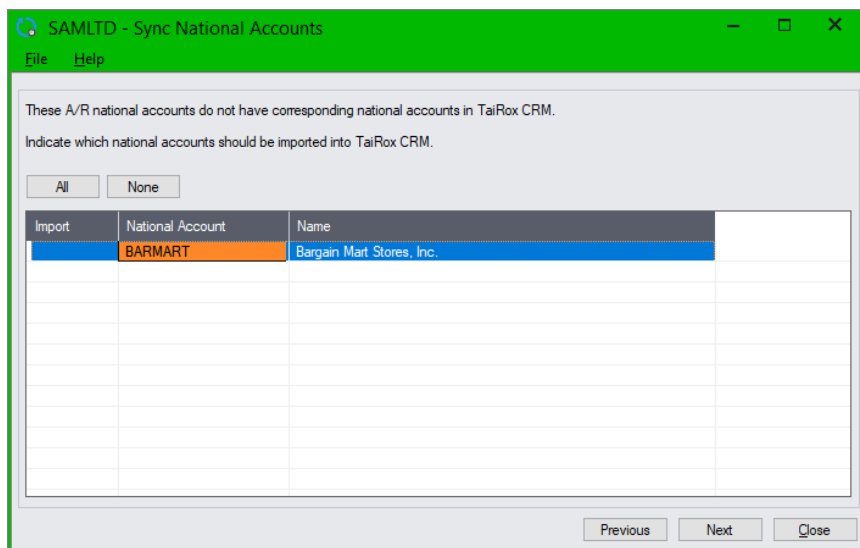 SAMLTD - Sync National Accounts
File Help
These A/R national accounts do not have corresponding national accounts in TaiRox CRM.
Indicate which national accounts should be imported into TaiRox CRM.
All None
Import National Account Name
BARMART Bargain Mart Stores, Inc.
Previous Next Close